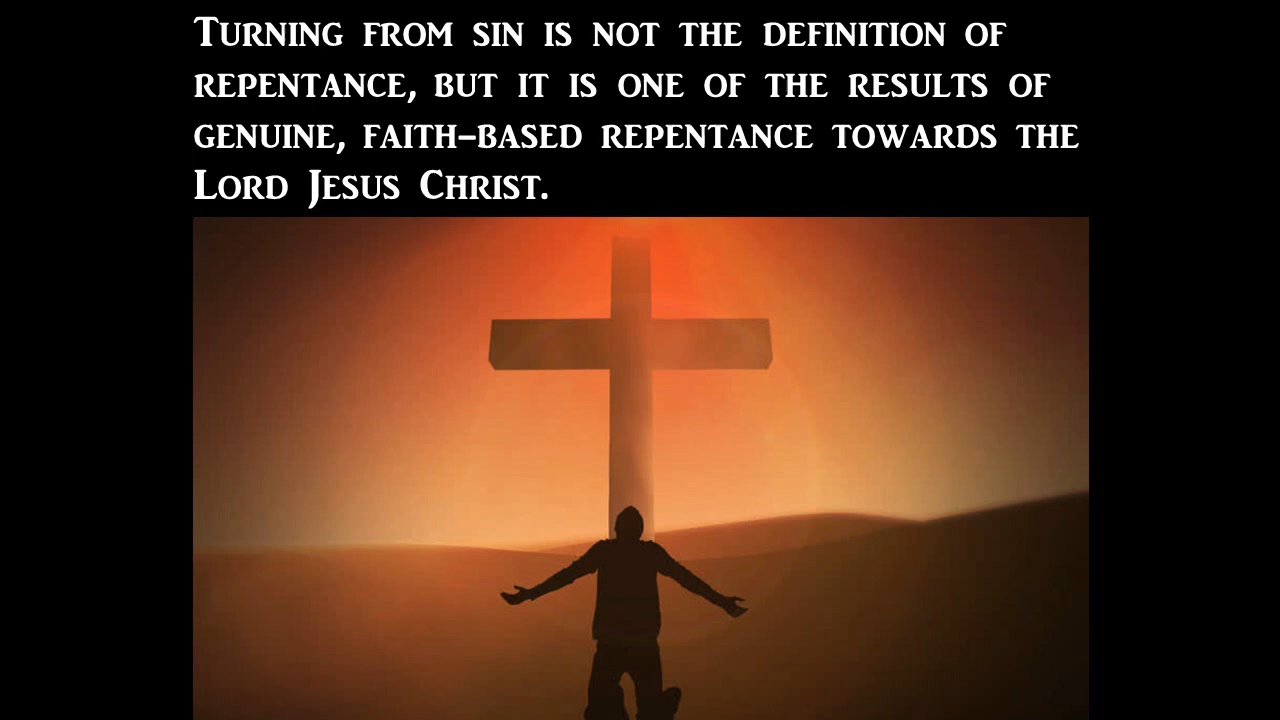 Turning from sin is not the definition of
repentance, but it is one of the results of
genuine, faith-based repentance towards the
Lord Jesus Christ.